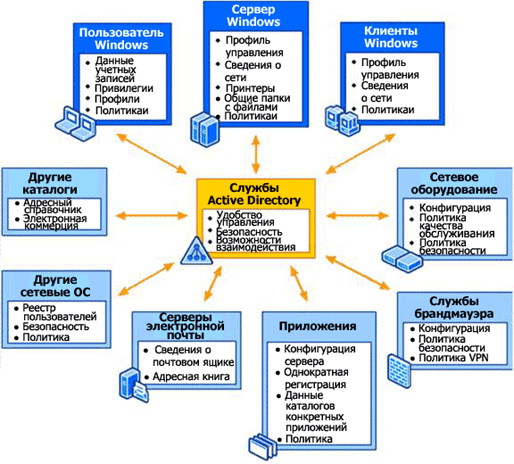 Пользователь
Windows
• Данные
учетных
записей
• Привилегии
• Профили
• Политикаи
Сервер
Windows
• Профиль
управления
• Сведения о
сети
• Принтеры
• Общие папки
с файлами
• Политикаи
Клиенты
Windows
• Профиль
управления
• Сведения
о сети
• Политикаи
Другие
каталоги
• Адресный
справочник
• Электронная
коммерция
Службы
Active Directory
• Удобство
управления
• Безопасность
• Возможности
взаимодействия
Сетевое
оборудование
• Конфигурация
• Политика
качества
обслуживания
• Политика
безопасности
Другие
сетевые ОС
• Реестр
пользователей
• Безопасность
• Политика
Серверы
электронной
почты
• Сведения о
почтовом ящике
• Адресная книга
Приложения
• Конфигурация
сервера
• Однократная
регистрация
• Данные
каталогов
конкретных
приложений
• Политика
Службы
брандмауэра
• Конфигурация
• Политика
безопасности
• Политика VPN